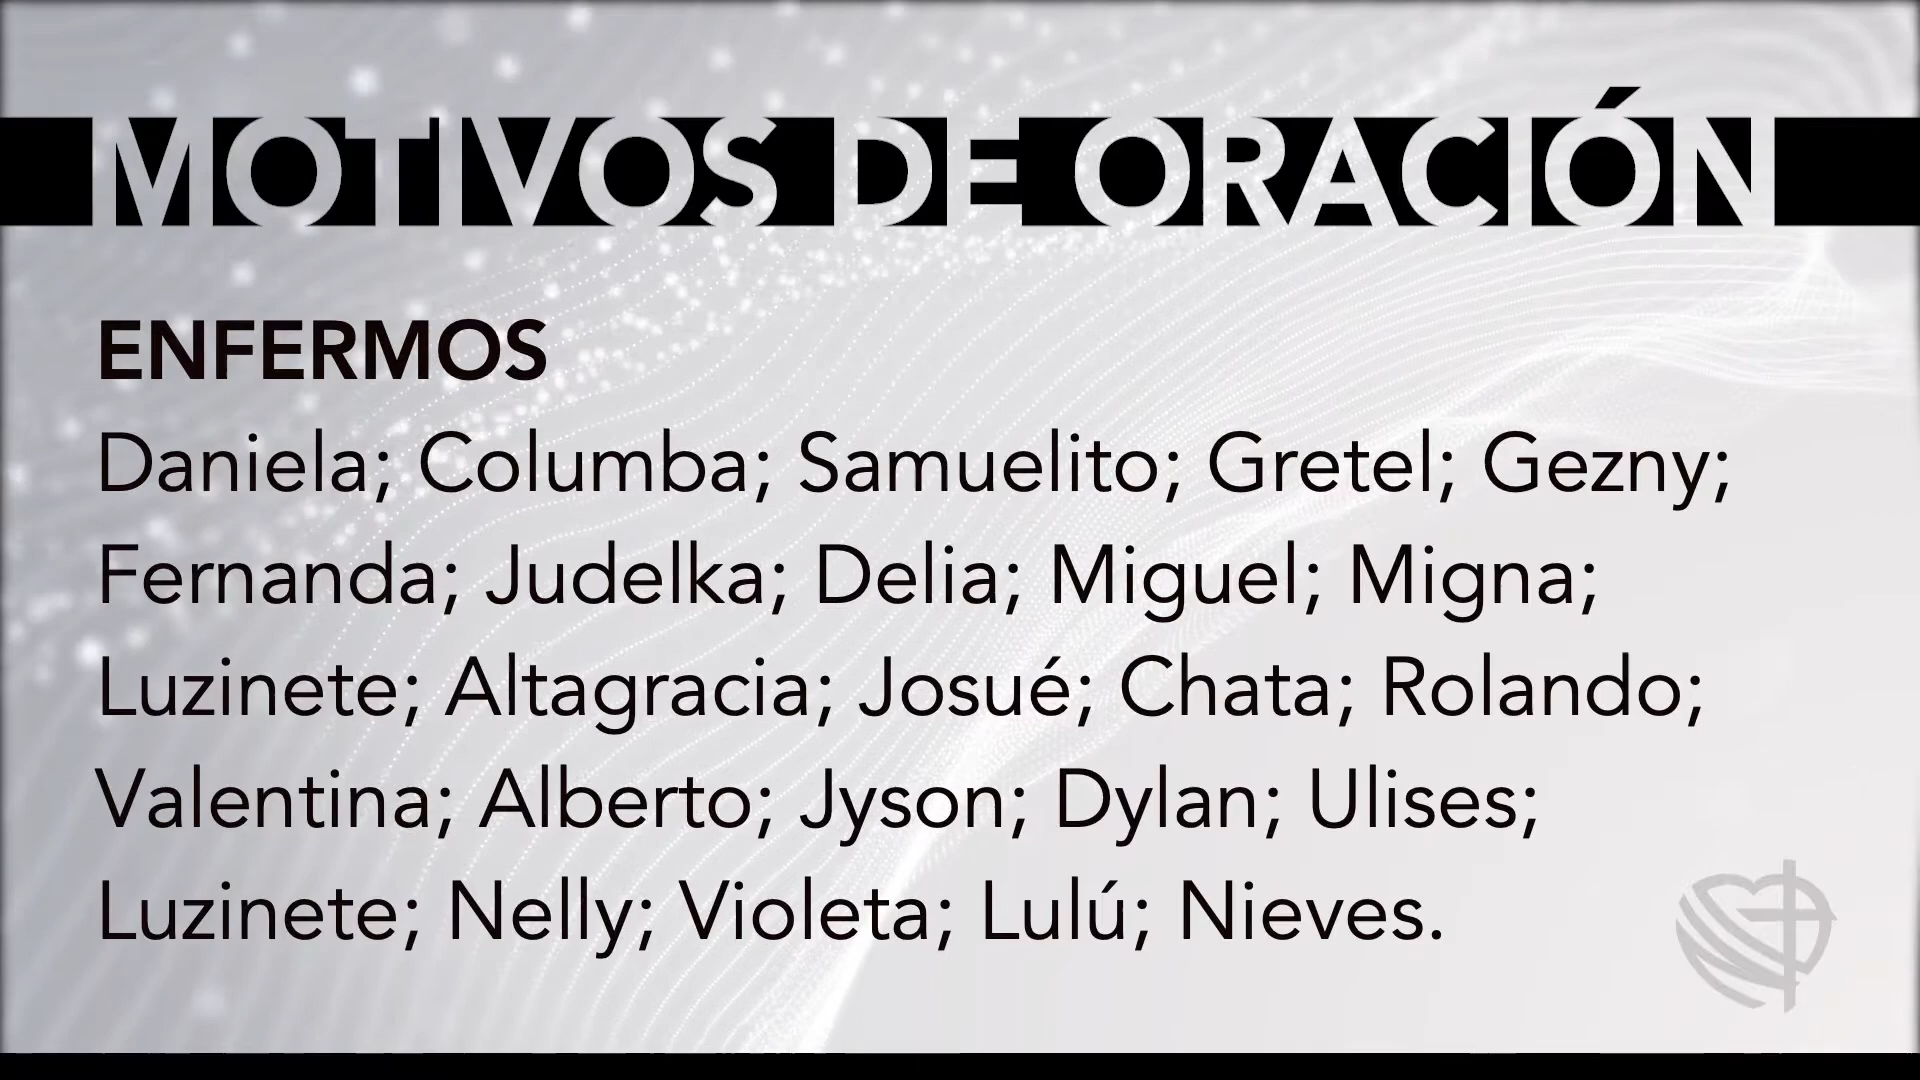 MOTIVOS DE ORACIÓN
ENFERMOS
Daniela; Columba; Samuelito; Gretel; Gezny;
Fernanda; Judelka; Delia; Miguel; Migna;
Luzinete; Altagracia; Josué; Chata; Rolando;
Valentina; Alberto; Jyson; Dylan; Ulises;
Luzinete; Nelly; Violeta; Lulú; Nieves.